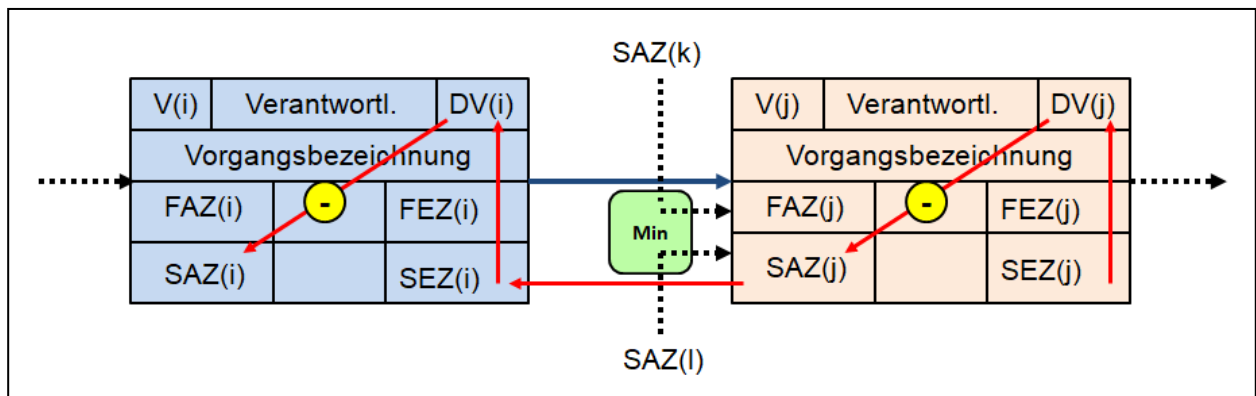 SAZ(k)
V(i) Verantwortl. DV(i)
Vorgangsbezeichnung
FAZ(i) - FEZ(i)
SAZ(i) SEZ(i)
Min
V(j) Verantwortl. DV(j)
Vorgangsbezeichnung
FAZ(j) - FEZ(j)
SAZ(j) SEZ(j)
SAZ(l)